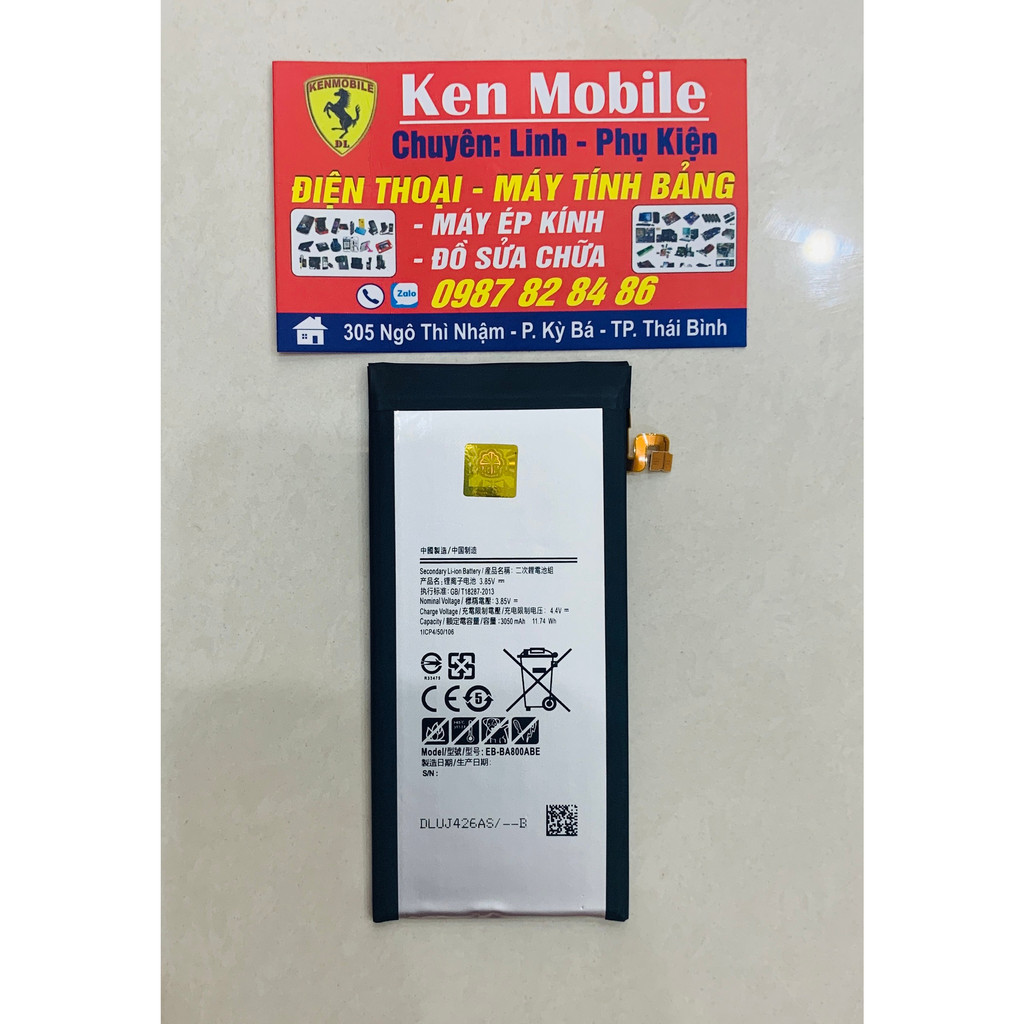 KENMOBILE
DL
Ken Mobile
Chuyên: Linh - Phụ Kiện
ĐIỆN THOẠI - MÁY TÍNH BẢNG
- MÁY ÉP KÍNH
- ĐỒ SỬA CHỮA
Zalo
0987 82 84 86
305 Ngô Thì Nhậm - P. Kỳ Bá - TP. Thái Bình
中國製造/中国制造
Secondary Li-ion Battery / 產品名稱: 二次鋰電池組
产品名: 锂离子电池 3.85V ⎓
执行标准: GB/T18287-2013
Nominal Voltage / 標稱電壓: 3.85V ⎓
Charge Voltage / 充電限制電壓/充电限制电压: 4.4V ⎓
Capacity / 額定電容量/容量: 3050 mAh 11.74 Wh
1ICP4/50/106
R33475
CE
5
Model/型號/型号: EB-BA800ABE
製造日期/生产日期:
S/N :
DLUJ426AS/--B